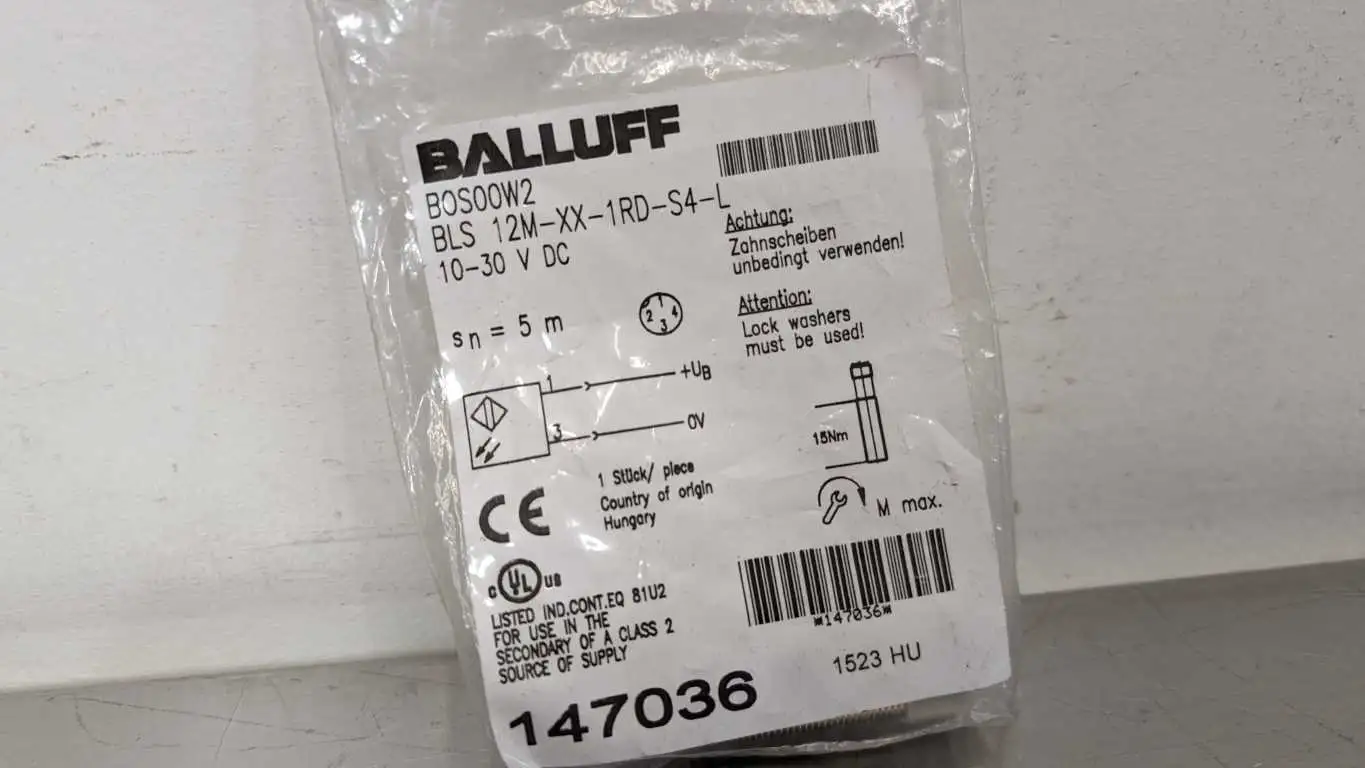 BALLUFF
BOS00W2
BLS 12M-XX-1RD-S4-L
10-30 V DC
Achtung:
Zahnscheiben
unbedingt verwenden!
Attention:
Lock washers
must be used!
sn = 5 m
1
2 4
3
1
+UB
3
0V
15Nm
M max.
1 Stück/ piece
Country of origin
Hungary
CE
c UL us
LISTED IND.CONT.EQ 81U2
FOR USE IN THE
SECONDARY OF A CLASS 2
SOURCE OF SUPPLY
*147036*
1523 HU
147036